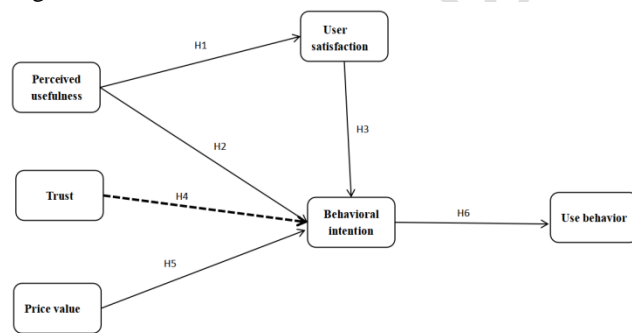 User
satisfaction
H1
Perceived
usefulness
H2
H3
Trust
H4
Behavioral
intention
H6
Use behavior
H5
Price value